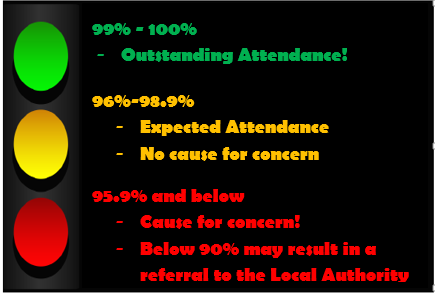 99% - 100%
- Outstanding Attendance!
96%-98.9%
- Expected Attendance
- No cause for concern
95.9% and below
- Cause for concern!
- Below 90% may result in a
referral to the Local Authority